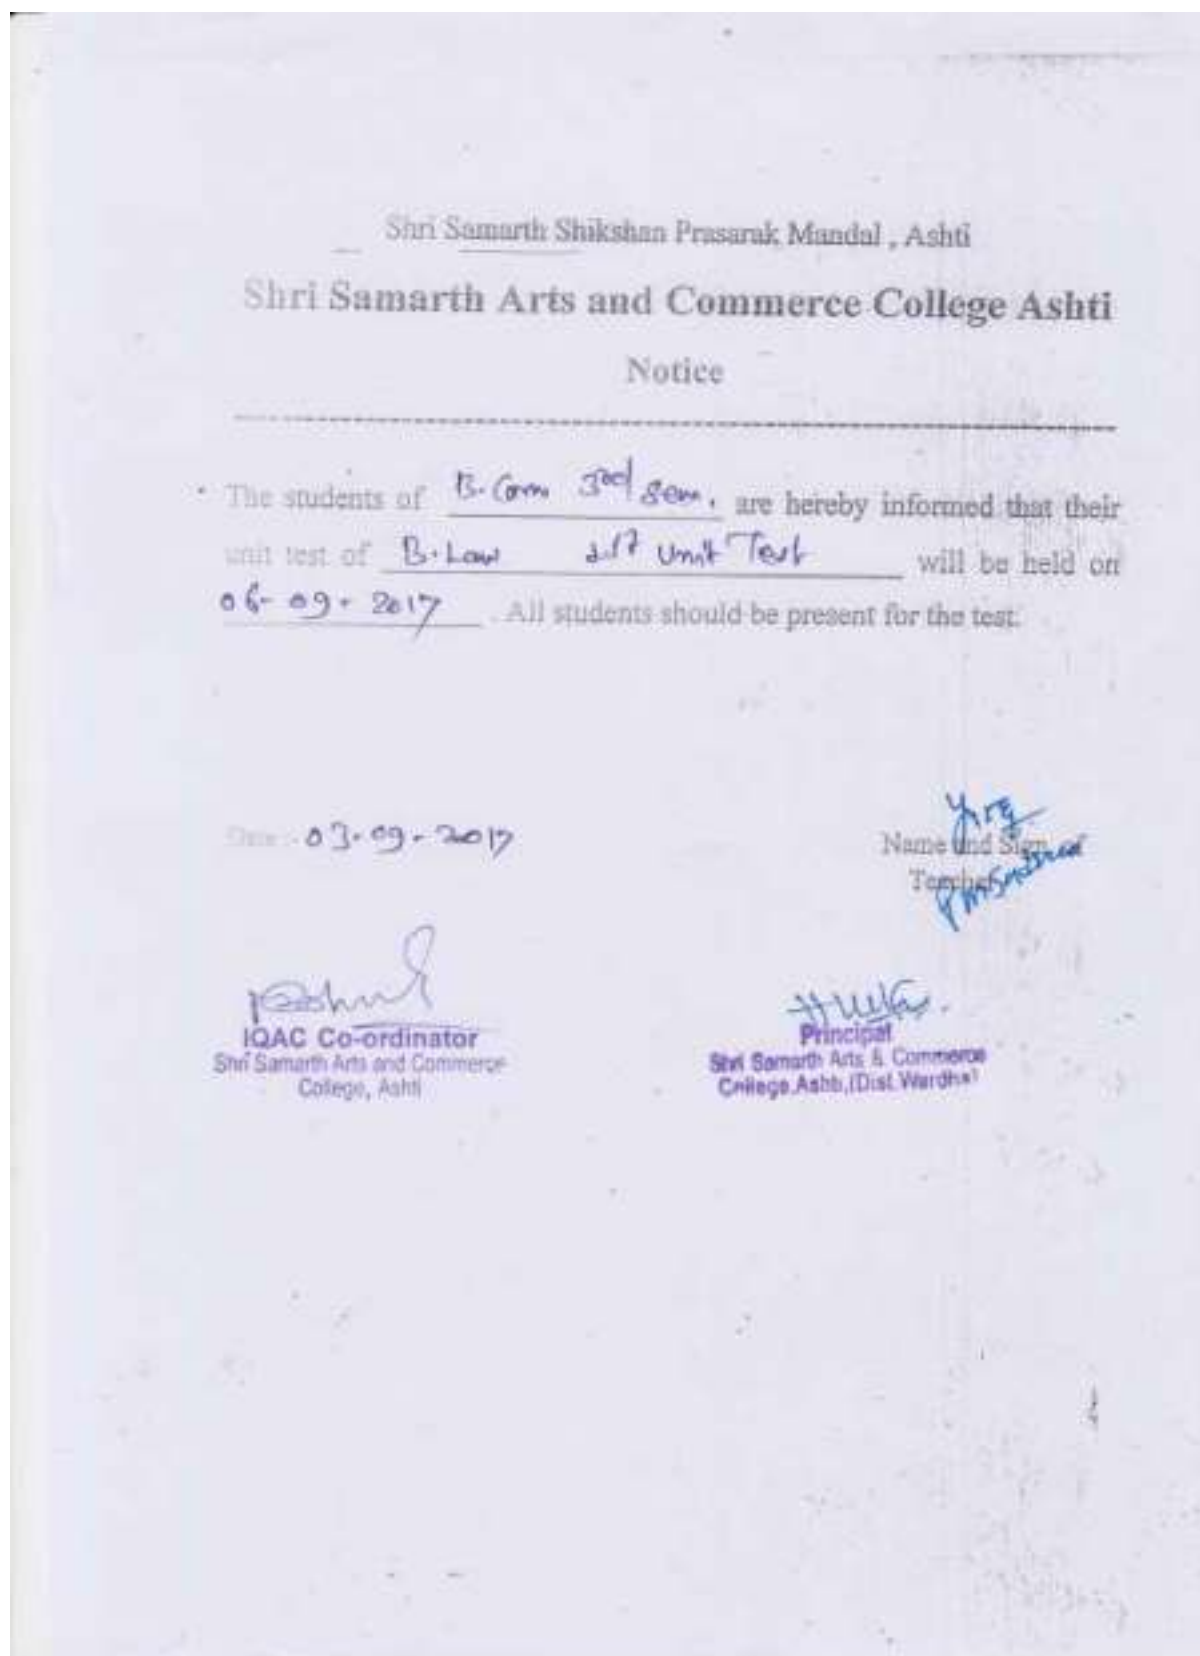 Shri Samarth Shikshan Prasarak Mandal , Ashti
Shri Samarth Arts and Commerce College Ashti
Notice
The students of B.Com. 3rd sem. are hereby informed that their
unit test of B.Law Unit Test will be held on
06-09-2017 . All students should be present for the test.
Date :- 03-09-2017
Name and Sign. of
Teacher
IQAC Co-ordinator
Shri Samarth Arts and Commerce
College, Ashti
Principal
Shri Samarth Arts & Commerce
College,Ashti,(Dist.Wardha)